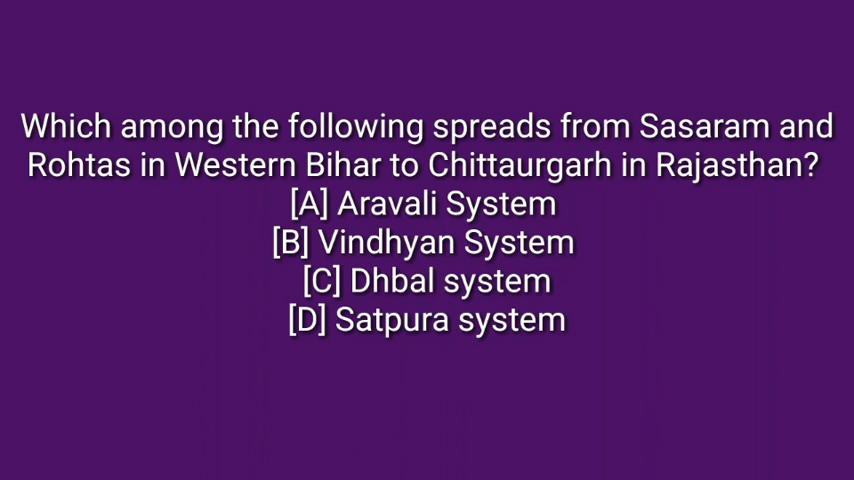 Which among the following spreads from Sasaram and
Rohtas in Western Bihar to Chittaurgarh in Rajasthan?
[A] Aravali System
[B] Vindhyan System
[C] Dhbal system
[D] Satpura system